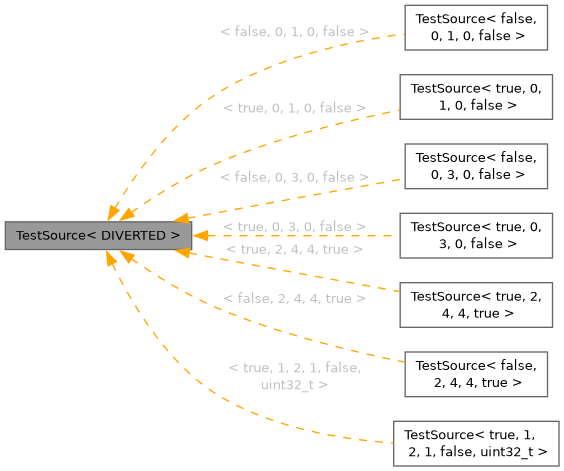 < false, 0, 1, 0, false >
TestSource< false,
0, 1, 0, false >
< true, 0, 1, 0, false >
TestSource< true, 0,
1, 0, false >
< false, 0, 3, 0, false >
TestSource< false,
0, 3, 0, false >
TestSource< DIVERTED >
< true, 0, 3, 0, false >
TestSource< true, 0,
3, 0, false >
< true, 2, 4, 4, true >
TestSource< true, 2,
4, 4, true >
< false, 2, 4, 4, true >
TestSource< false,
2, 4, 4, true >
< true, 1, 2, 1, false,
uint32_t >
TestSource< true, 1,
2, 1, false, uint32_t >